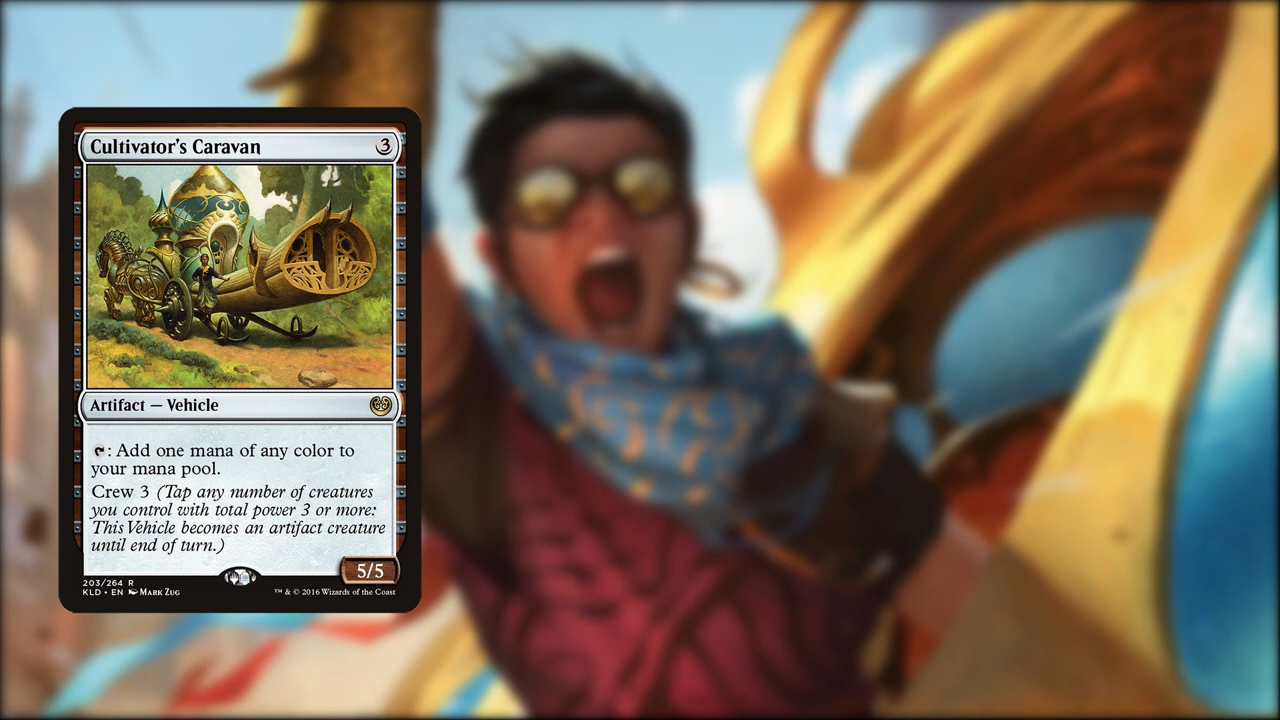 Cultivator's Caravan 3
Artifact — Vehicle
: Add one mana of any color to
your mana pool.
Crew 3 (Tap any number of creatures
you control with total power 3 or more:
This Vehicle becomes an artifact creature
until end of turn.)
5/5
203/264 R
KLD • EN Mark Zug
™ & © 2016 Wizards of the Coast